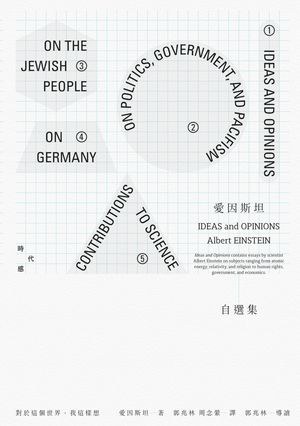 ①
IDEAS AND OPINIONS
ON THE
JEWISH ③
PEOPLE
ON POLITICS, GOVERNMENT, AND PACIFISM
②
ON ④
GERMANY
CONTRIBUTIONS
TO SCIENCE
⑤
愛因斯坦
IDEAS and OPINIONS
Albert EINSTEIN
Ideas and Opinions contains essays by scientist
Albert Einstein on subjects ranging from atomic
energy, relativity, and religion to human rights,
government, and economics.
時代感
自選集
對於這個世界，我這樣想
愛因斯坦 著 郭兆林 周念縈 譯 郭兆林 導讀